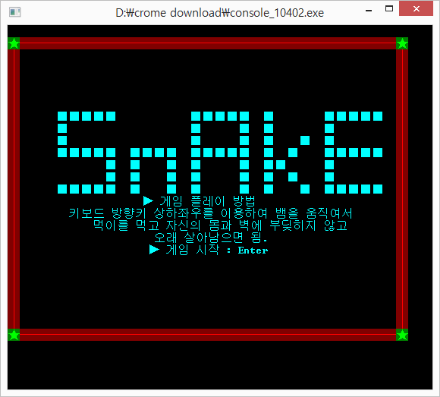 D:\crome download\console_10402.exe
SnAkE
▶ 게임 플레이 방법
키보드 방향키 상하좌우를 이용하여 뱀을 움직여서
먹이를 먹고 자신의 몸과 벽에 부딪히지 않고
오래 살아남으면 됨.
▶ 게임 시작 : Enter